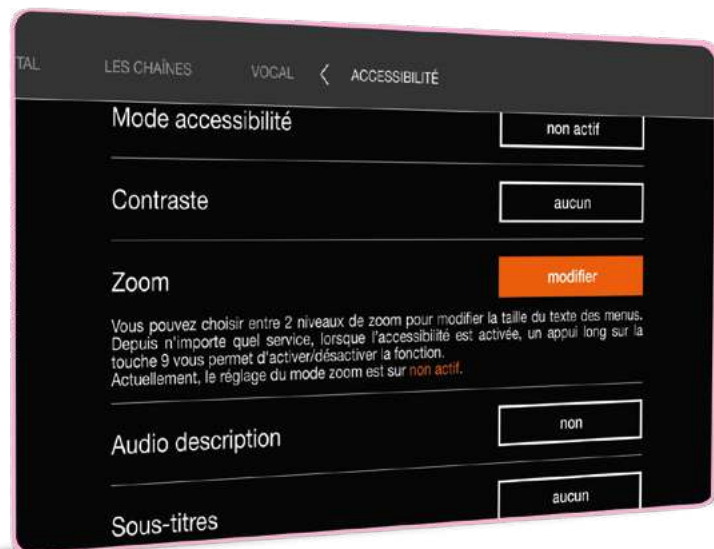 TAL LES CHAÎNES VOCAL < ACCESSIBILITÉ
Mode accessibilité non actif
Contraste aucun
Zoom modifier
Vous pouvez choisir entre 2 niveaux de zoom pour modifier la taille du texte des menus.
Depuis n'importe quel service, lorsque l'accessibilité est activée, un appui long sur la
touche 9 vous permet d'activer/désactiver la fonction.
Actuellement, le réglage du mode zoom est sur non actif.
Audio description non
Sous-titres aucun